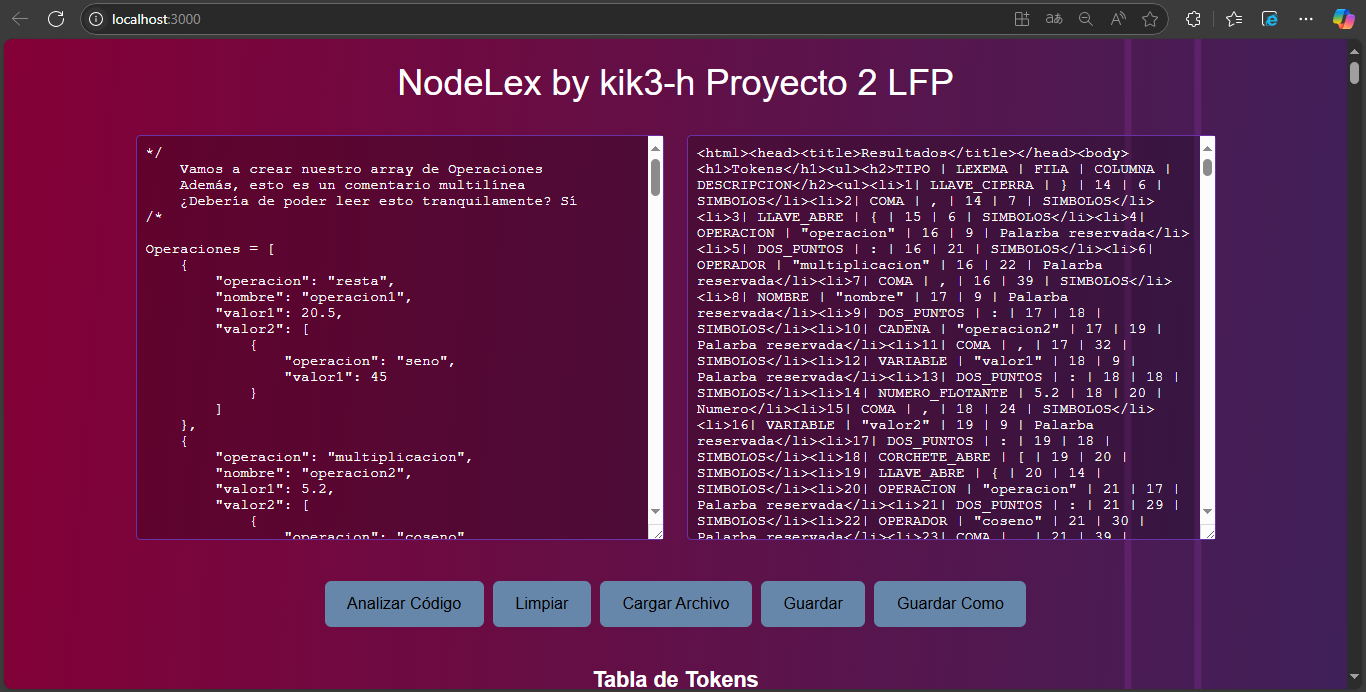 localhost:3000
NodeLex by kik3-h Proyecto 2 LFP
*/
    Vamos a crear nuestro array de Operaciones
    Además, esto es un comentario multilínea
    ¿Debería de poder leer esto tranquilamente? Sí
/*
Operaciones = [
    {
        "operacion": "resta",
        "nombre": "operacion1",
        "valor1": 20.5,
        "valor2": [
            {
                "operacion": "seno",
                "valor1": 45
            }
        ]
    },
    {
        "operacion": "multiplicacion",
        "nombre": "operacion2",
        "valor1": 5.2,
        "valor2": [
            {
                "operacion": "coseno"
<html><head><title>Resultados</title></head><body>
<h1>Tokens</h1><ul><h2>TIPO | LEXEMA | FILA | COLUMNA |
DESCRIPCION</h2><ul><li>1| LLAVE_CIERRA | } | 14 | 6 |
SIMBOLOS</li><li>2| COMA | , | 14 | 7 | SIMBOLOS</li>
<li>3| LLAVE_ABRE | { | 15 | 6 | SIMBOLOS</li><li>4|
OPERACION | "operacion" | 16 | 9 | Palarba reservada</li>
<li>5| DOS_PUNTOS | : | 16 | 21 | SIMBOLOS</li><li>6|
OPERADOR | "multiplicacion" | 16 | 22 | Palarba
reservada</li><li>7| COMA | , | 16 | 39 | SIMBOLOS</li>
<li>8| NOMBRE | "nombre" | 17 | 9 | Palarba
reservada</li><li>9| DOS_PUNTOS | : | 17 | 18 |
SIMBOLOS</li><li>10| CADENA | "operacion2" | 17 | 19 |
Palarba reservada</li><li>11| COMA | , | 17 | 32 |
SIMBOLOS</li><li>12| VARIABLE | "valor1" | 18 | 9 |
Palarba reservada</li><li>13| DOS_PUNTOS | : | 18 | 18 |
SIMBOLOS</li><li>14| NUMERO_FLOTANTE | 5.2 | 18 | 20 |
Numero</li><li>15| COMA | , | 18 | 24 | SIMBOLOS</li>
<li>16| VARIABLE | "valor2" | 19 | 9 | Palarba
reservada</li><li>17| DOS_PUNTOS | : | 19 | 18 |
SIMBOLOS</li><li>18| CORCHETE_ABRE | [ | 19 | 20 |
SIMBOLOS</li><li>19| LLAVE_ABRE | { | 20 | 14 |
SIMBOLOS</li><li>20| OPERACION | "operacion" | 21 | 17 |
Palarba reservada</li><li>21| DOS_PUNTOS | : | 21 | 29 |
SIMBOLOS</li><li>22| OPERADOR | "coseno" | 21 | 30 |
Palarba reservada</li><li>23| COMA | , | 21 | 39 |
Analizar Código
Limpiar
Cargar Archivo
Guardar
Guardar Como
Tabla de Tokens